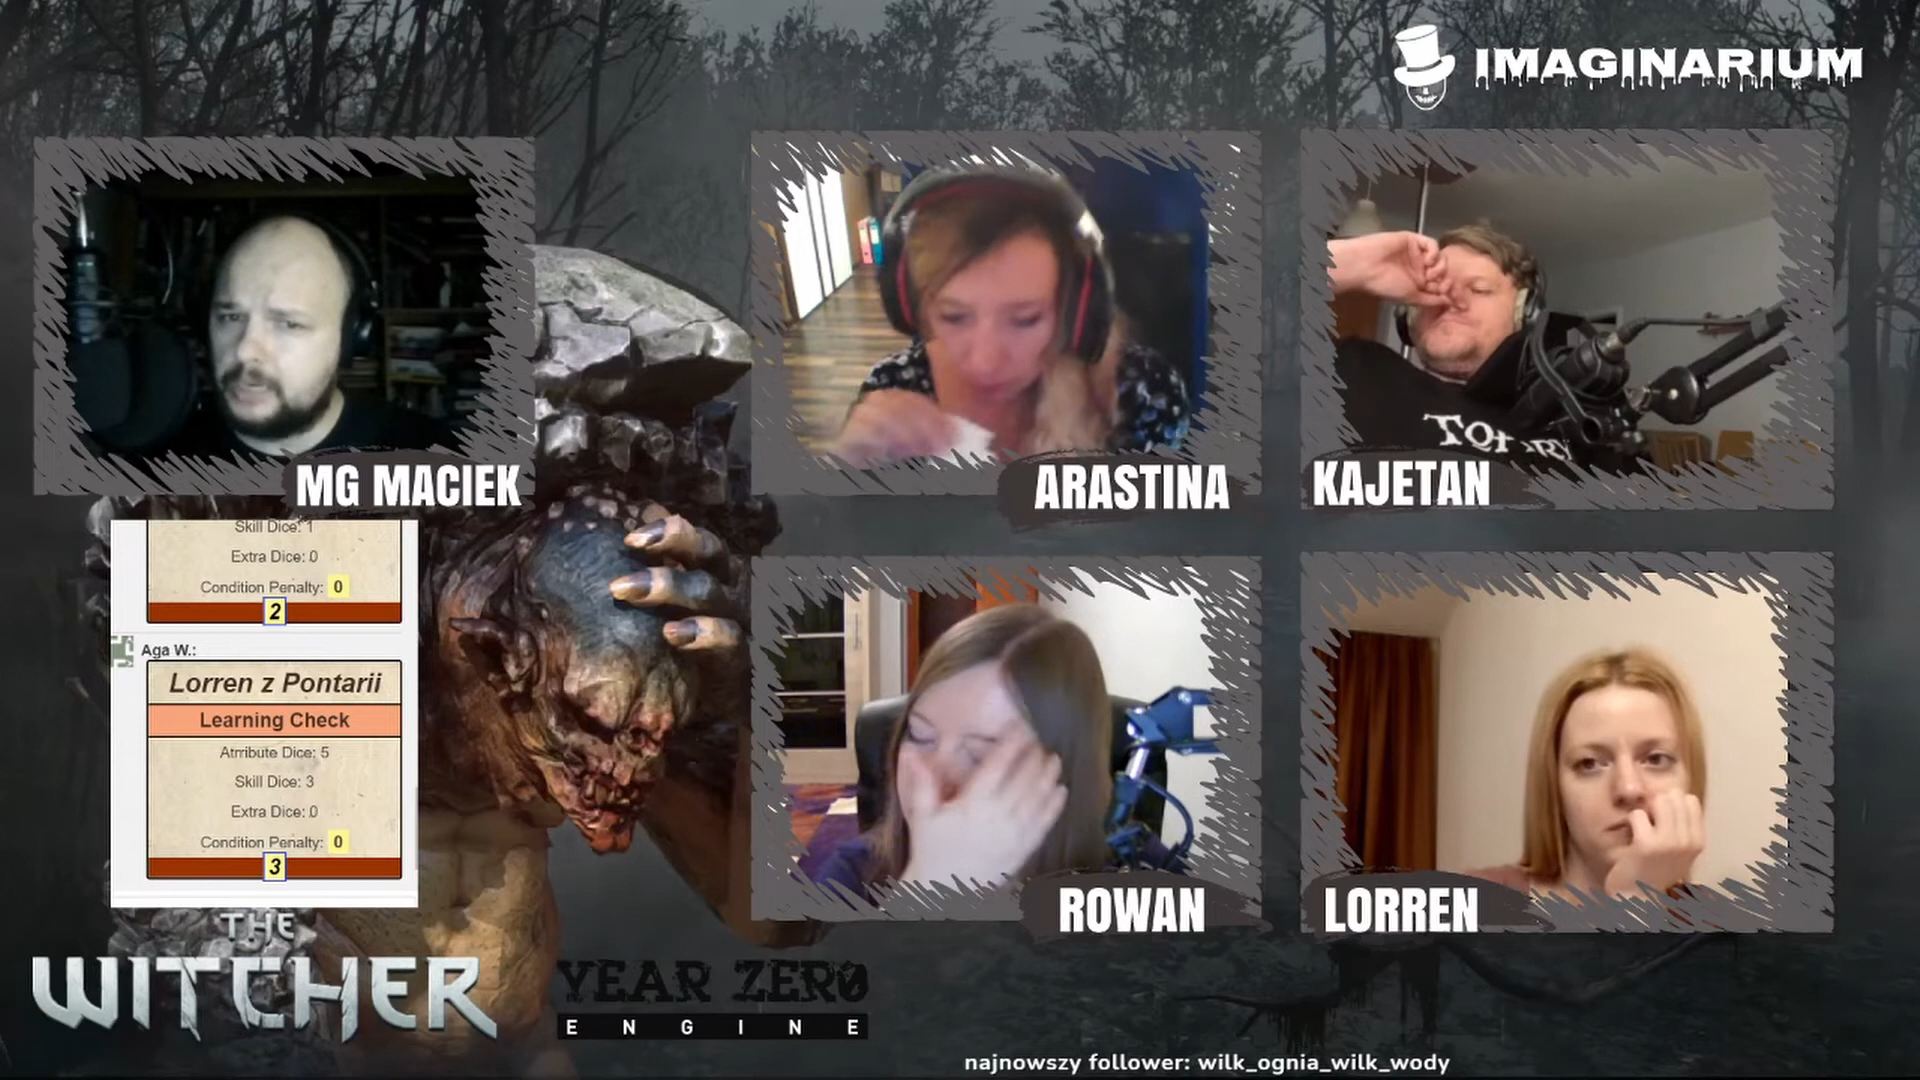 IMAGINARIUM
MG MACIEK
ARASTINA
KAJETAN
Skill Dice: 1
Extra Dice: 0
Condition Penalty: 0
2
Aga W.:
Lorren z Pontarii
Learning Check
Atrribute Dice: 5
Skill Dice: 3
Extra Dice: 0
Condition Penalty: 0
3
ROWAN
LORREN
THE
WITCHER
YEAR ZERØ
ENGINE
najnowszy follower: wilk_ognia_wilk_wody